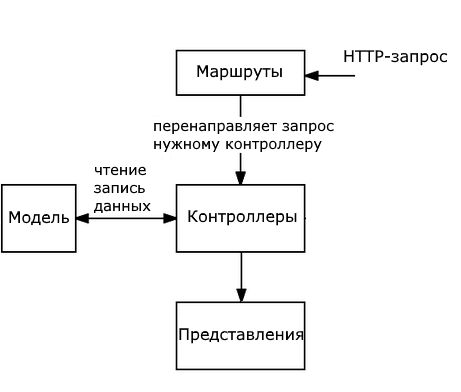 HTTP-запрос
Маршруты
перенаправляет запрос
нужному контроллеру
чтение
запись
данных
Модель
Контроллеры
Представления